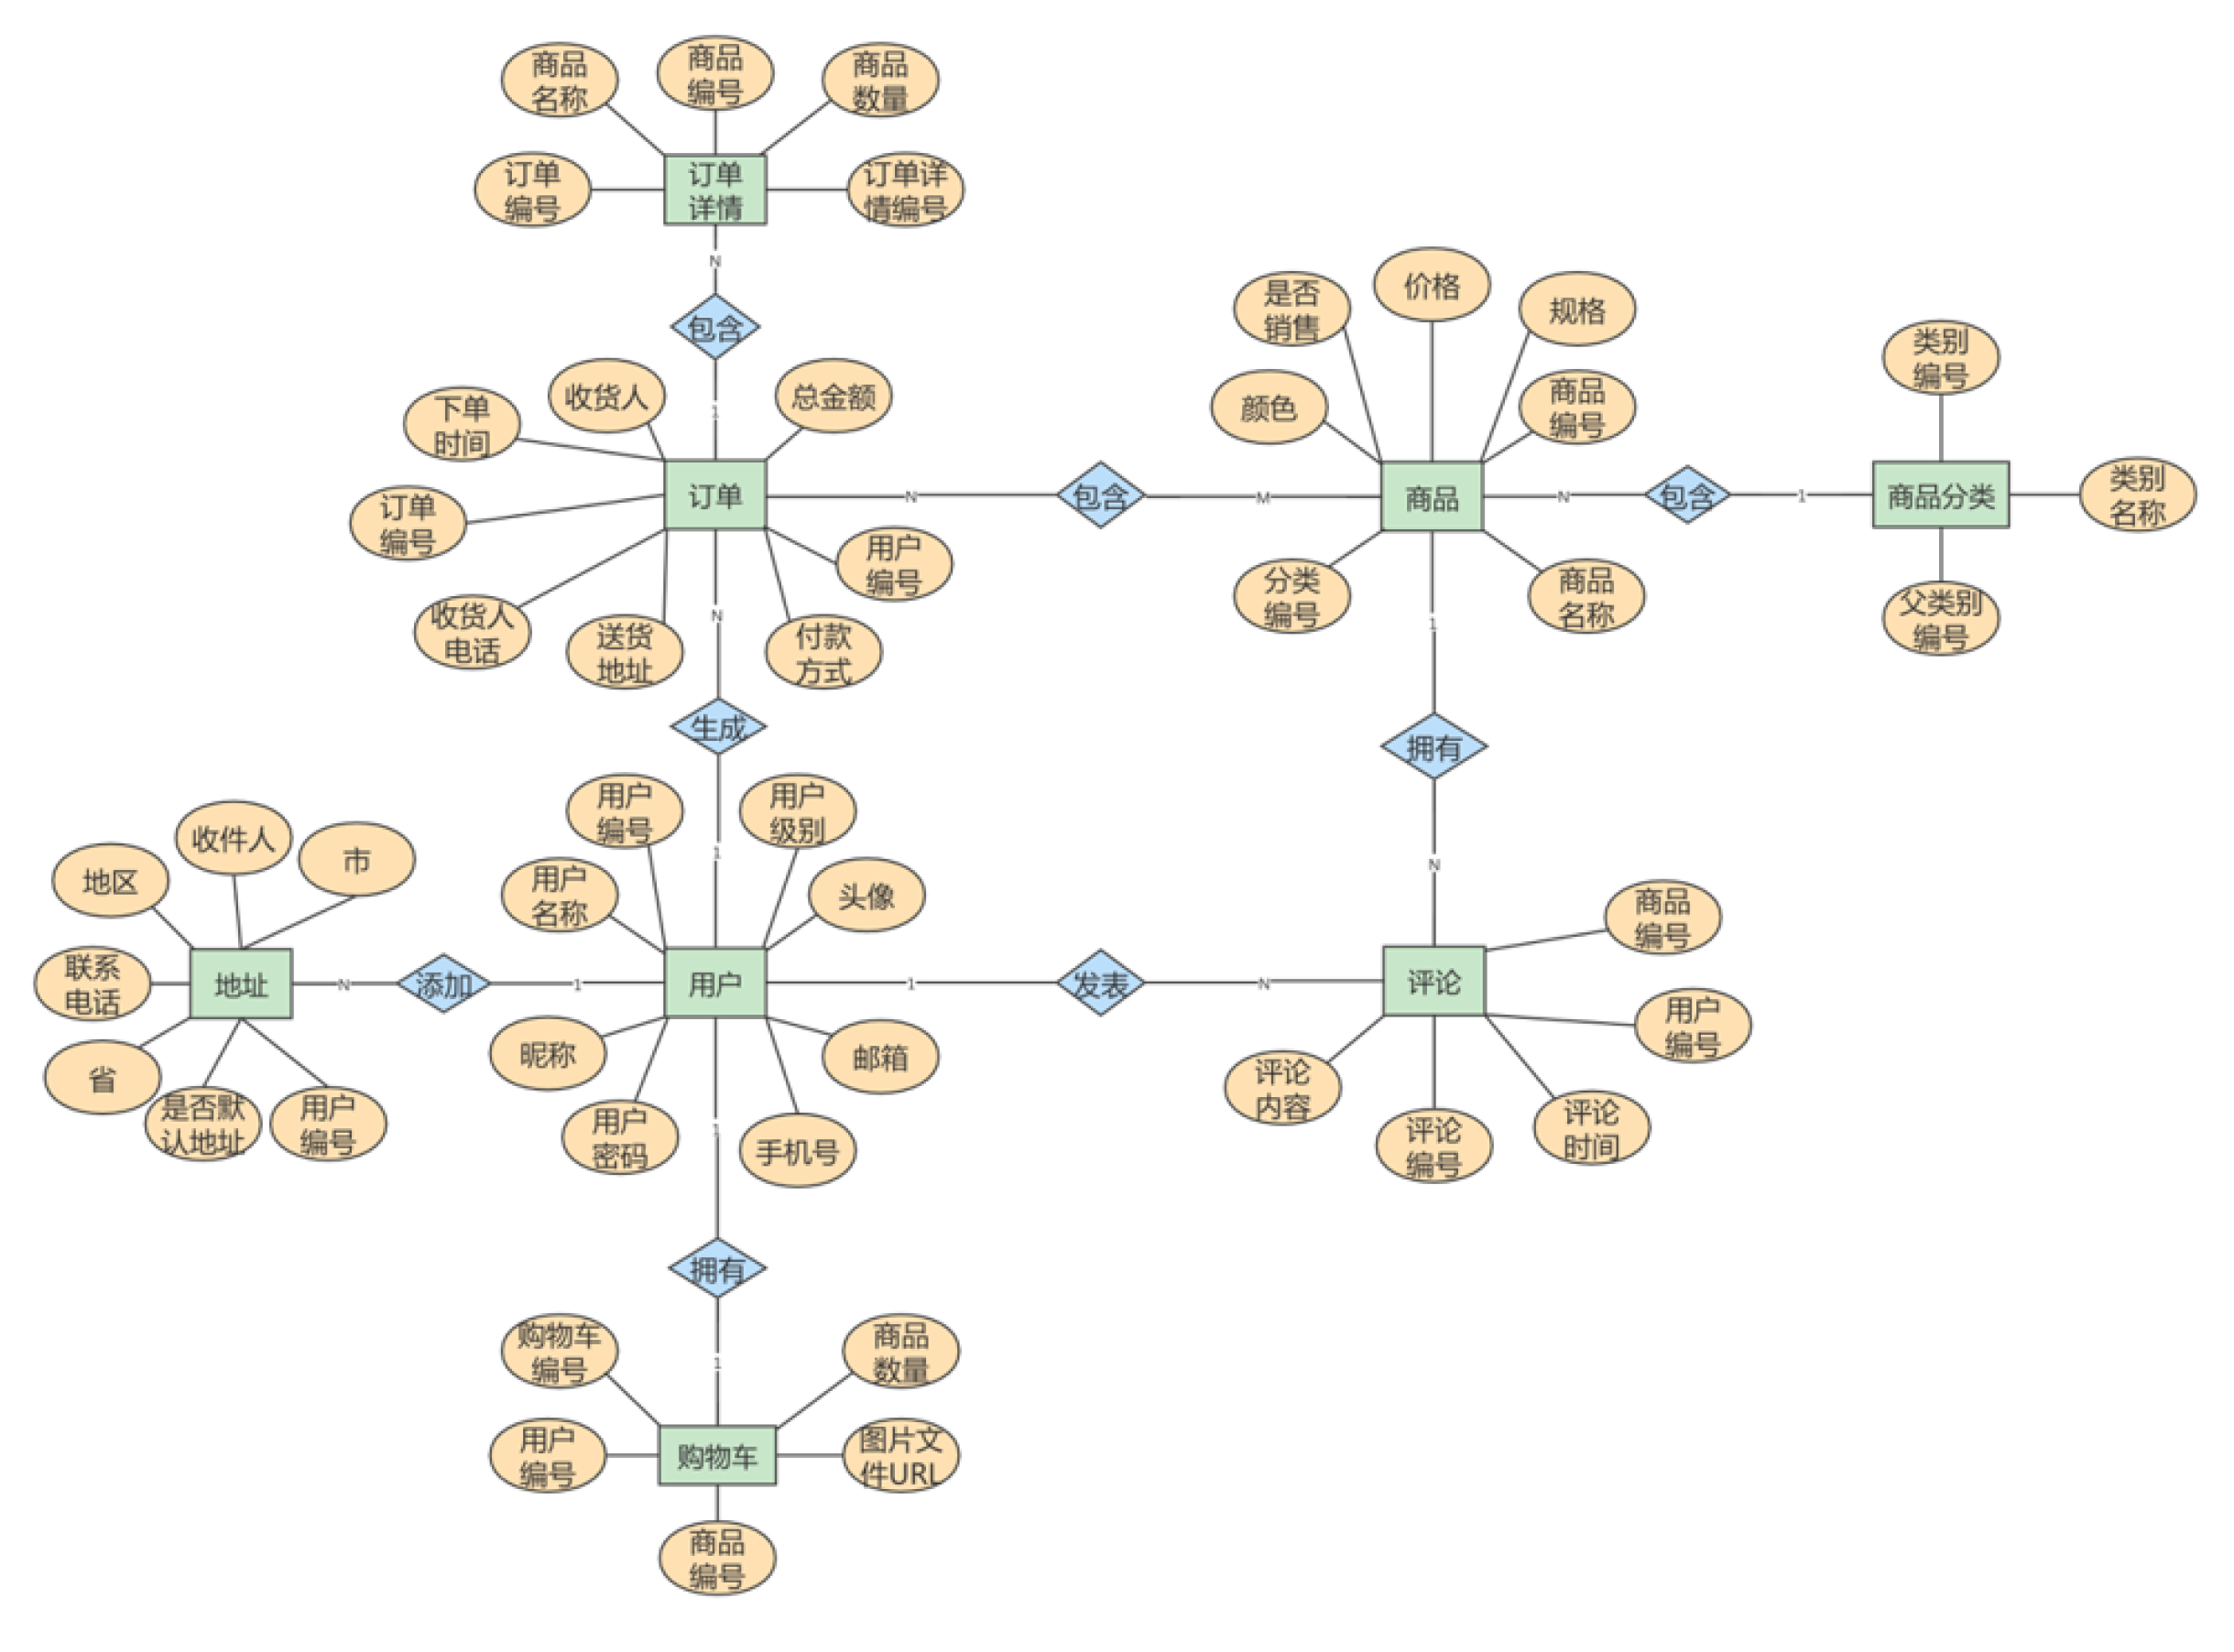 商品
名称
商品
编号
商品
数量
订单
编号
订单
详情
订单详
情编号
N
包含
1
下单
时间
收货人
总金额
订单
编号
订单
N
包含
M
收货人
电话
送货
地址
付款
方式
用户
编号
是否
销售
价格
规格
颜色
商品
编号
商品
N
包含
1
商品分类
类别
编号
类别
名称
父类别
编号
分类
编号
商品
名称
N
生成
1
1
拥有
N
地区
收件人
市
联系
电话
地址
N
添加
1
省
是否默
认地址
用户
编号
用户
编号
用户
级别
用户
名称
头像
用户
1
发表
N
昵称
邮箱
用户
密码
手机号
评论
商品
编号
用户
编号
评论
内容
评论
编号
评论
时间
1
拥有
1
购物车
编号
商品
数量
用户
编号
购物车
图片文
件URL
商品
编号